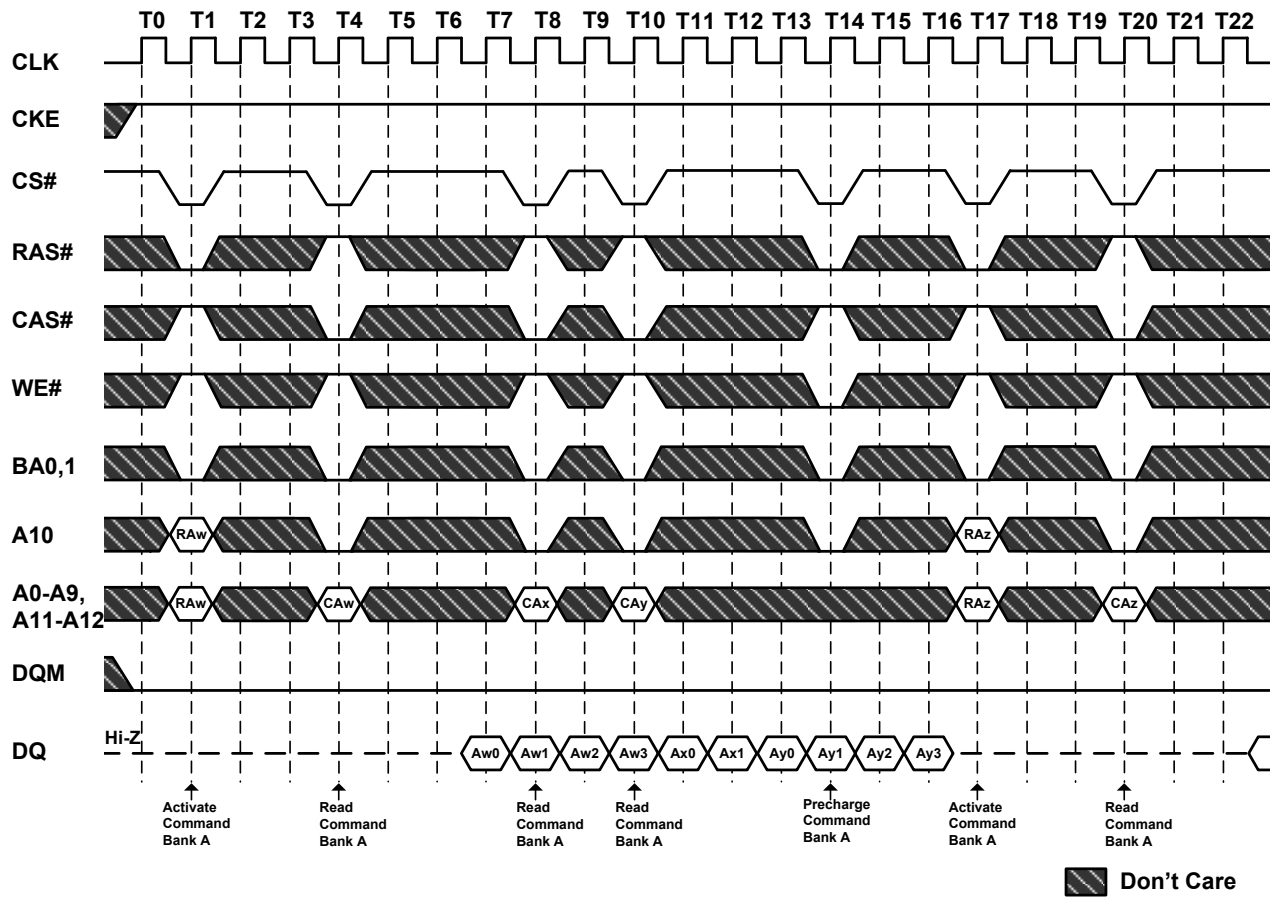 T0 T1 T2 T3 T4 T5 T6 T7 T8 T9 T10 T11 T12 T13 T14 T15 T16 T17 T18 T19 T20 T21 T22
CLK
CKE
CS#
RAS#
CAS#
WE#
BA0,1
A10 RAw RAz
A0-A9,
A11-A12
RAw CAw CAx CAy RAz CAz
DQM
DQ Hi-Z Aw0 Aw1 Aw2 Aw3 Ax0 Ax1 Ay0 Ay1 Ay2 Ay3
Activate
Command
Bank A
Read
Command
Bank A
Read
Command
Bank A
Read
Command
Bank A
Precharge
Command
Bank A
Activate
Command
Bank A
Read
Command
Bank A
Don't Care